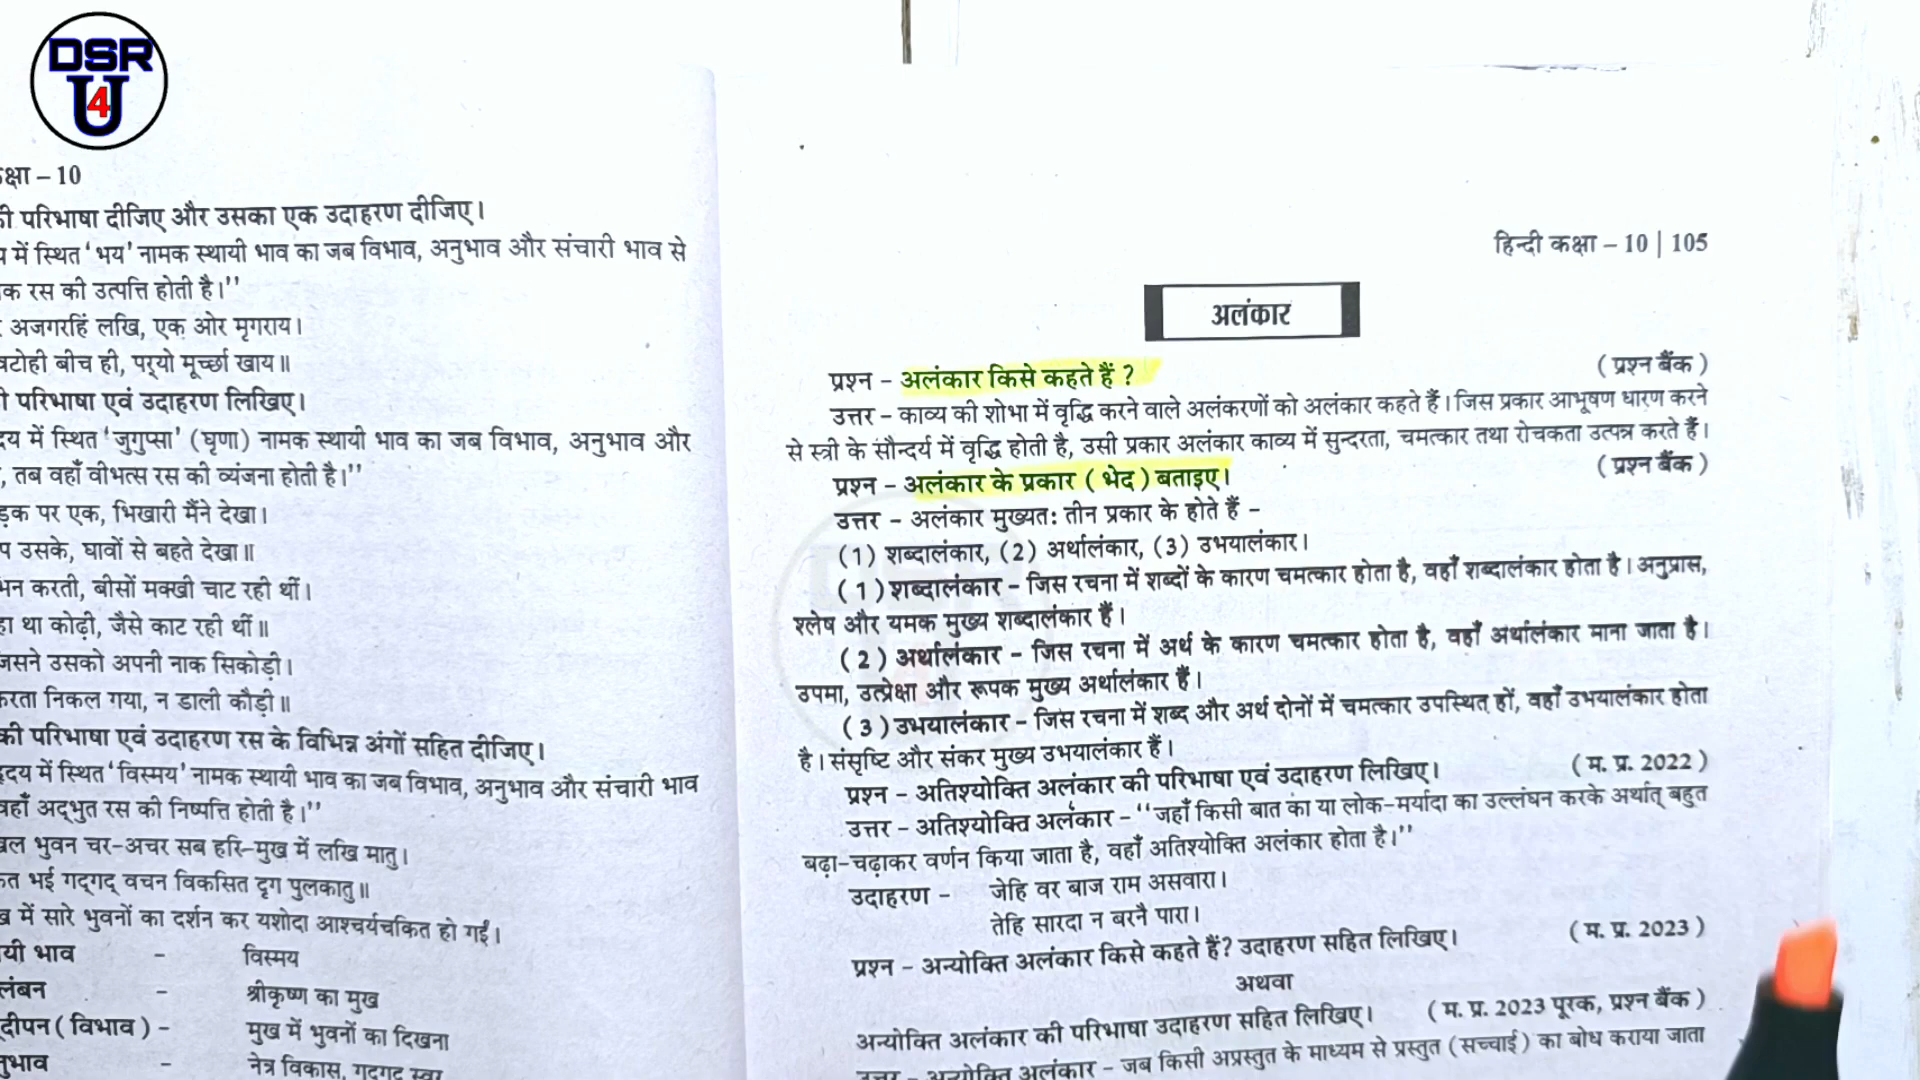 DSR
U
4
क्षा – 10
की परिभाषा दीजिए और उसका एक उदाहरण दीजिए।
में स्थित 'भय' नामक स्थायी भाव का जब विभाव, अनुभाव और संचारी भाव से
क रस की उत्पत्ति होती है।''
अजगरहिं लखि, एक ओर मृगराय।
बटोही बीच ही, पर्‌यो मूर्च्छा खाय॥
परिभाषा एवं उदाहरण लिखिए।
दय में स्थित 'जुगुप्सा' (घृणा) नामक स्थायी भाव का जब विभाव, अनुभाव और
, तब वहाँ वीभत्स रस की व्यंजना होती है।''
ड़क पर एक, भिखारी मैंने देखा।
प उसके, घावों से बहते देखा॥
भन करती, बीसों मक्खी चाट रही थीं।
हा था कोढ़ी, जैसे काट रही थीं॥
जसने उसको अपनी नाक सिकोड़ी।
करता निकल गया, न डाली कौड़ी॥
की परिभाषा एवं उदाहरण रस के विभिन्न अंगों सहित दीजिए।
हृदय में स्थित 'विस्मय' नामक स्थायी भाव का जब विभाव, अनुभाव और संचारी भाव
वहाँ अद्‌भुत रस की निष्पत्ति होती है।''
खल भुवन चर-अचर सब हरि-मुख में लखि मातु।
कत भई गद्‌गद् वचन विकसित दृग पुलकातु॥
ख में सारे भुवनों का दर्शन कर यशोदा आश्चर्यचकित हो गईं।
यी भाव - विस्मय
लंबन - श्रीकृष्ण का मुख
दीपन (विभाव) - मुख में भुवनों का दिखना
नुभाव - नेत्र विकास, गदगद स्वर
हिन्दी कक्षा – 10 | 105
अलंकार
प्रश्न – अलंकार किसे कहते हैं ? (प्रश्न बैंक)
उत्तर – काव्य की शोभा में वृद्धि करने वाले अलंकरणों को अलंकार कहते हैं। जिस प्रकार आभूषण धारण करने
से स्त्री के सौन्दर्य में वृद्धि होती है, उसी प्रकार अलंकार काव्य में सुन्दरता, चमत्कार तथा रोचकता उत्पन्न करते हैं।
प्रश्न – अलंकार के प्रकार (भेद) बताइए। (प्रश्न बैंक)
उत्तर – अलंकार मुख्यतः तीन प्रकार के होते हैं –
(1) शब्दालंकार, (2) अर्थालंकार, (3) उभयालंकार।
(1) शब्दालंकार – जिस रचना में शब्दों के कारण चमत्कार होता है, वहाँ शब्दालंकार होता है। अनुप्रास,
श्लेष और यमक मुख्य शब्दालंकार हैं।
(2) अर्थालंकार – जिस रचना में अर्थ के कारण चमत्कार होता है, वहाँ अर्थालंकार माना जाता है।
उपमा, उत्प्रेक्षा और रूपक मुख्य अर्थालंकार हैं।
(3) उभयालंकार – जिस रचना में शब्द और अर्थ दोनों में चमत्कार उपस्थित् हों, वहाँ उभयालंकार होता
है। संसृष्टि और संकर मुख्य उभयालंकार हैं।
प्रश्न – अतिश्योक्ति अलंकार की परिभाषा एवं उदाहरण लिखिए। (म. प्र. 2022)
उत्तर – अतिश्योक्ति अलंकार – ''जहाँ किसी बात का या लोक-मर्यादा का उल्लंघन करके अर्थात् बहुत
बढ़ा-चढ़ाकर वर्णन किया जाता है, वहाँ अतिश्योक्ति अलंकार होता है।''
उदाहरण – जेहि वर बाज राम असवारा।
तेहि सारदा न बरनै पारा।
प्रश्न – अन्योक्ति अलंकार किसे कहते हैं? उदाहरण सहित लिखिए। (म. प्र. 2023)
अथवा
अन्योक्ति अलंकार की परिभाषा उदाहरण सहित लिखिए। (म. प्र. 2023 पूरक, प्रश्न बैंक)
उत्तर – अन्योक्ति अलंकार – जब किसी अप्रस्तुत के माध्यम से प्रस्तुत (सच्चाई) का बोध कराया जाता